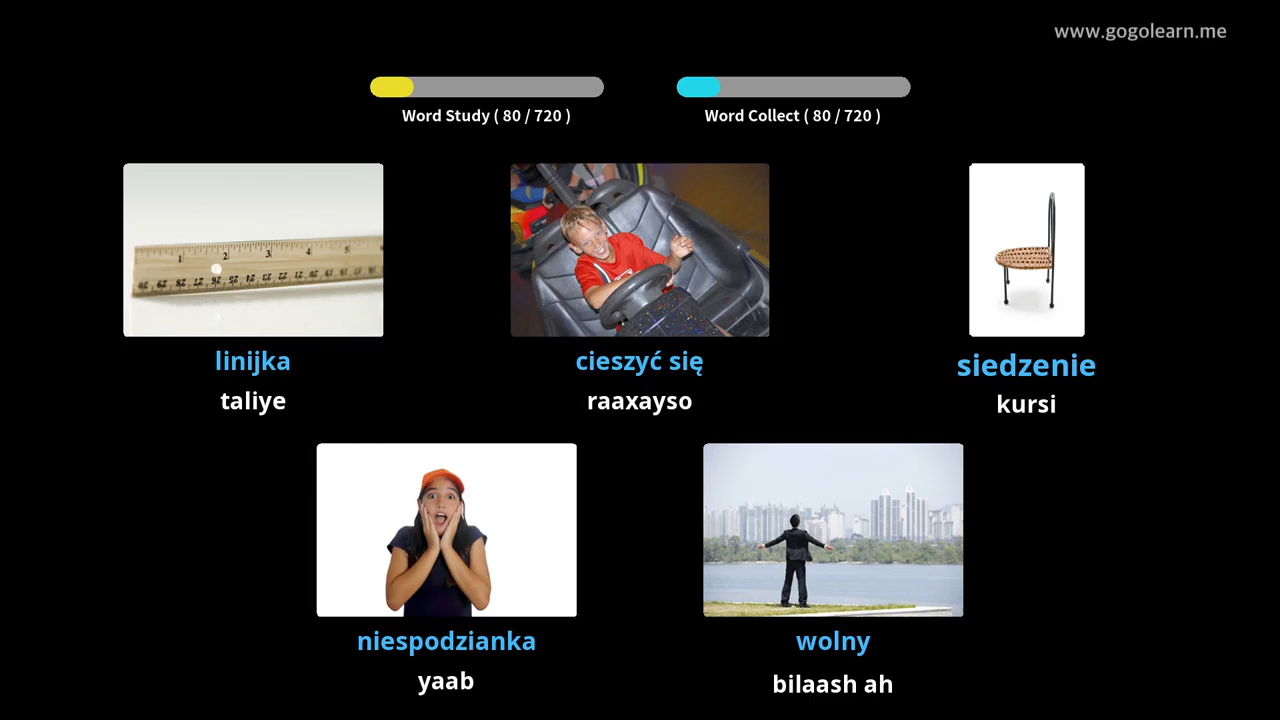 www.gogolearn.me
Word Study ( 80 / 720 )
Word Collect ( 80 / 720 )
linijka
taliye
cieszyć się
raaxayso
siedzenie
kursi
niespodzianka
yaab
wolny
bilaash ah